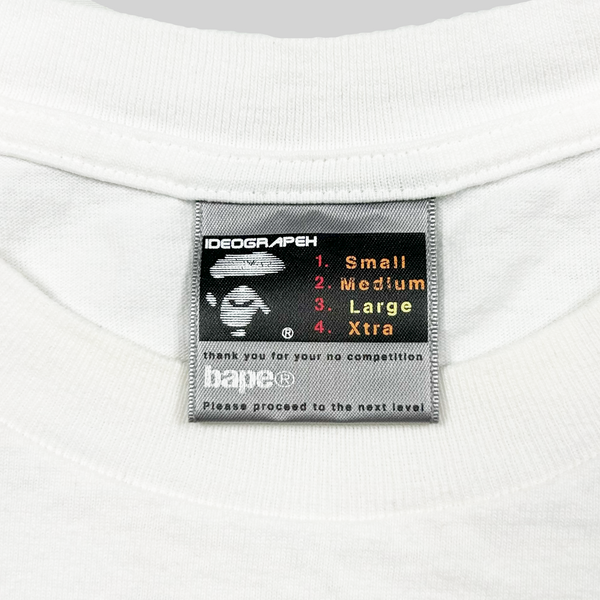 IDEOGRAPEH
1. Small
2. Medium
3. Large
4. Xtra
®
thank you for your no competition
bape®
Please proceed to the next level